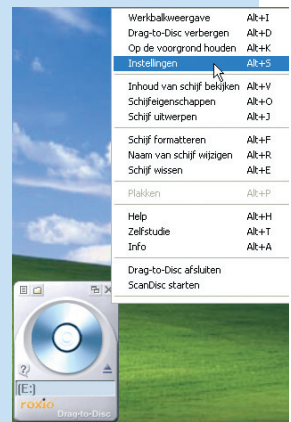 Werkbalkweergave Alt+I
Drag-to-Disc verbergen Alt+D
Op de voorgrond houden Alt+K
Instellingen Alt+S
Inhoud van schijf bekijken Alt+V
Schijfeigenschappen Alt+O
Schijf uitwerpen Alt+J
Schijf formatteren Alt+F
Naam van schijf wijzigen Alt+R
Schijf wissen Alt+E
Plakken Alt+P
Help Alt+H
Zelfstudie Alt+T
Info Alt+A
Drag-to-Disc afsluiten
ScanDisc starten
[E:]
roxio
Drag-to-Disc